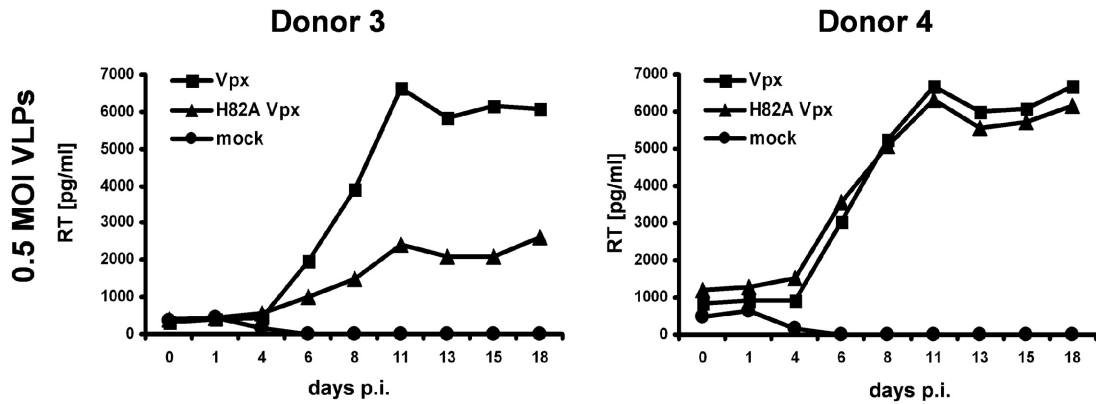 Donor 3
Donor 4
0.5 MOI VLPs
RT [pg/ml]
7000
6000
5000
4000
3000
2000
1000
0
Vpx
H82A Vpx
mock
0 1 4 6 8 11 13 15 18
days p.i.
RT [pg/ml]
7000
6000
5000
4000
3000
2000
1000
0
Vpx
H82A Vpx
mock
0 1 4 6 8 11 13 15 18
days p.i.